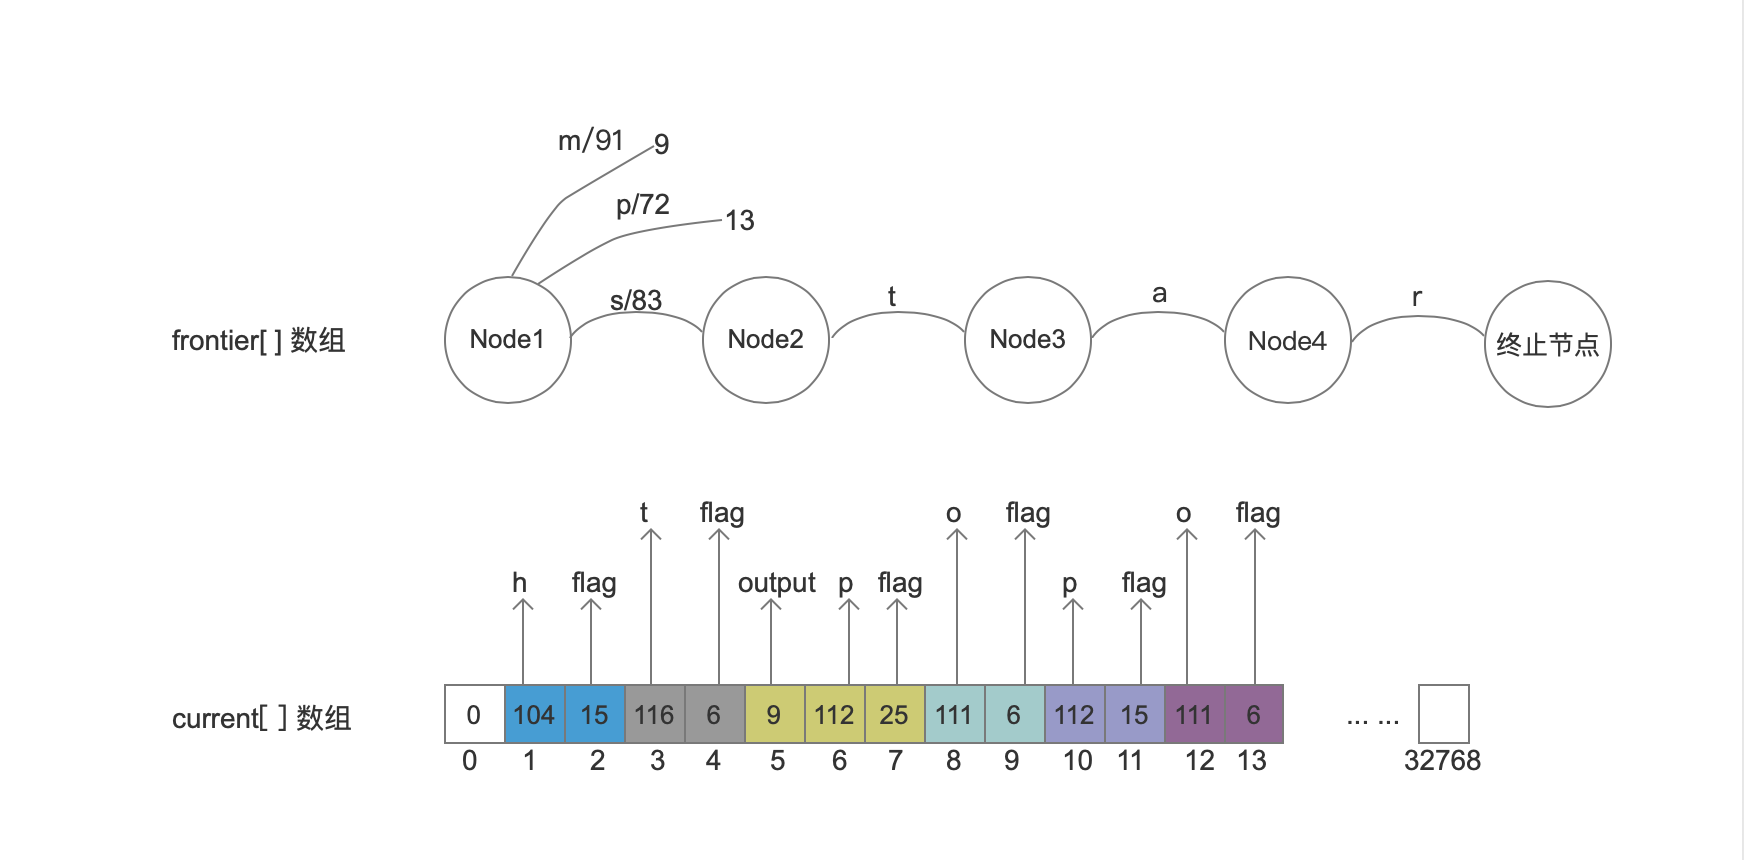 m/91 9
p/72 13
s/83 t a r
frontier[ ] 数组 Node1 Node2 Node3 Node4 终止节点
t flag o flag o flag
h flag output p flag p flag
current[ ] 数组 0 104 15 116 6 9 112 25 111 6 112 15 111 6 ... ...
0 1 2 3 4 5 6 7 8 9 10 11 12 13 32768